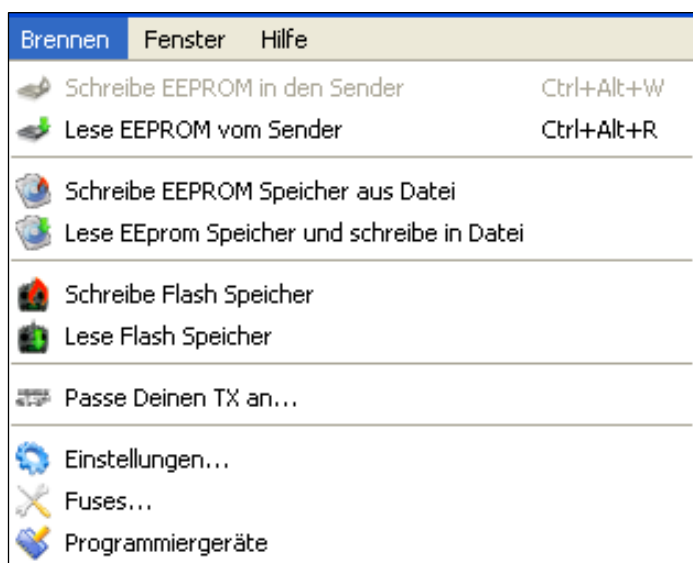 Brennen Fenster Hilfe
Schreibe EEPROM in den Sender Ctrl+Alt+W
Lese EEPROM vom Sender Ctrl+Alt+R
Schreibe EEPROM Speicher aus Datei
Lese EEprom Speicher und schreibe in Datei
Schreibe Flash Speicher
Lese Flash Speicher
Passe Deinen TX an...
Einstellungen...
Fuses...
Programmiergeräte